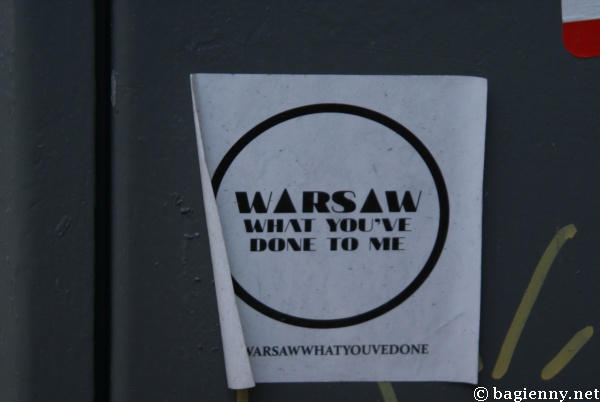 WARSAW
WHAT YOU'VE
DONE TO ME
WARSAWWHATYOUVEDONE
© bagienny.net